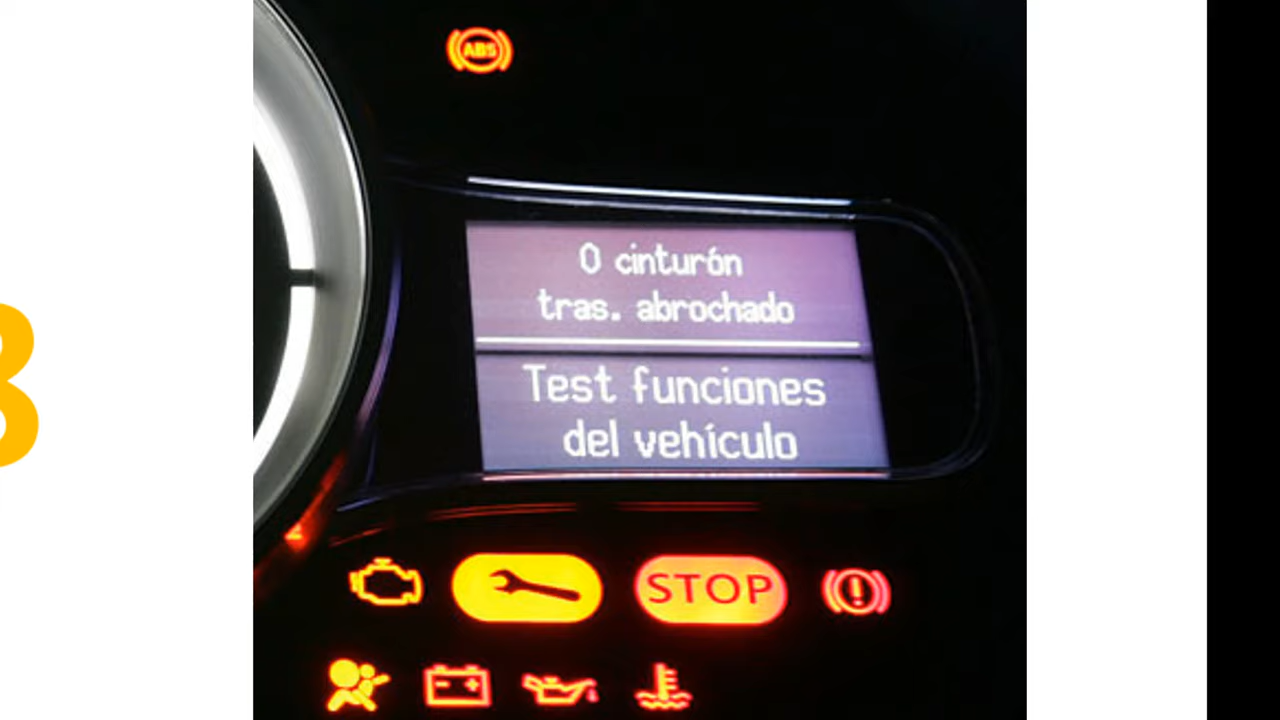 ABS
0 cinturón
tras. abrochado
Test funciones
del vehículo
STOP